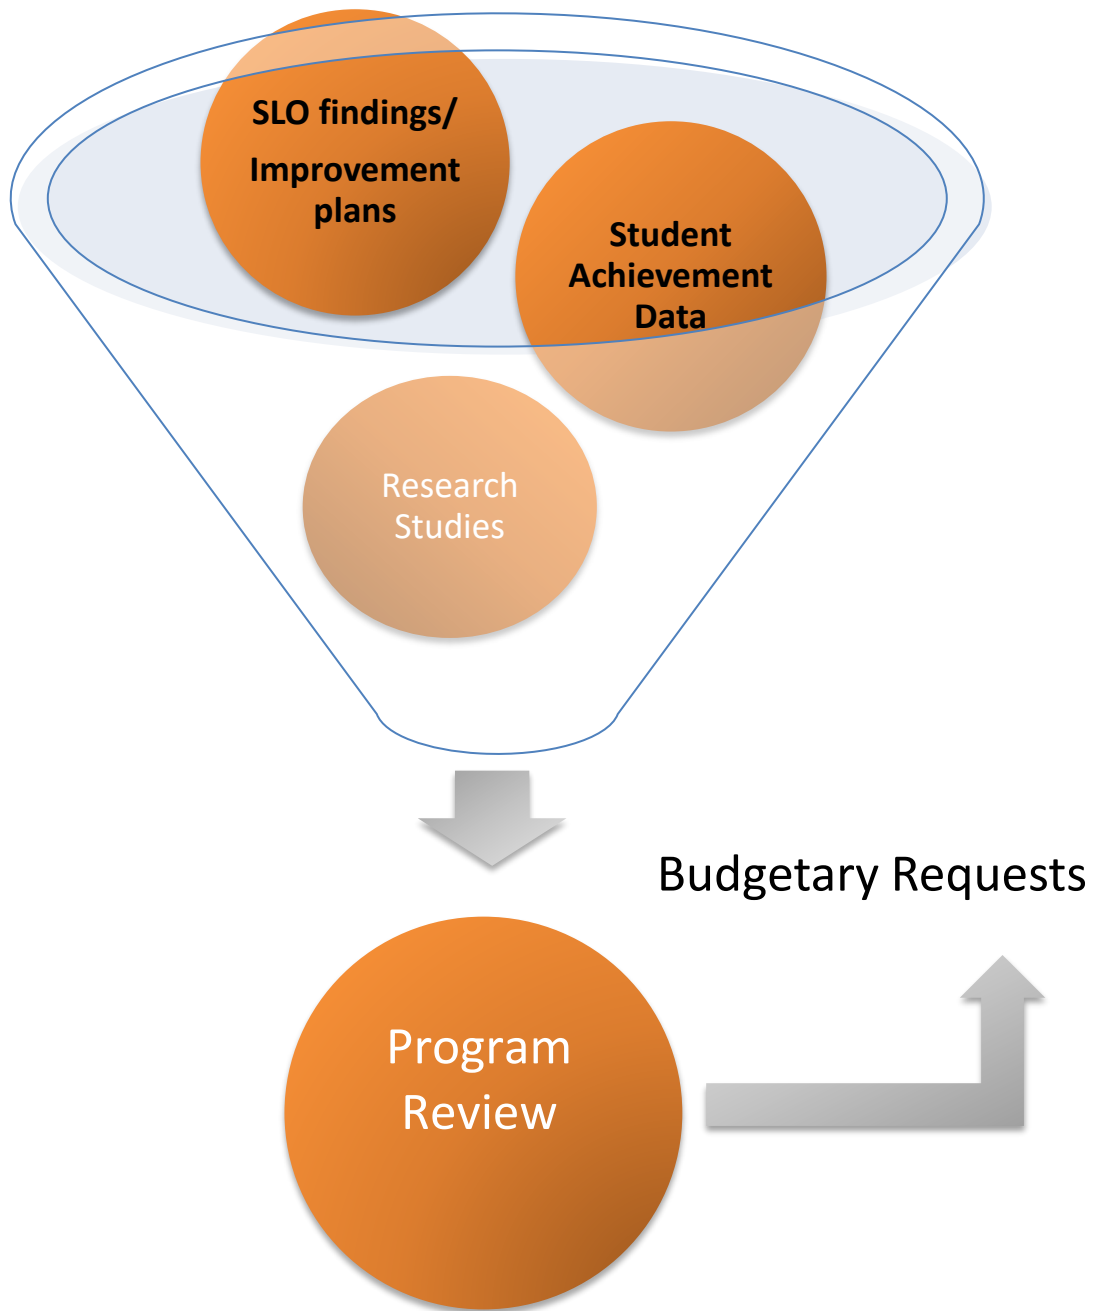 SLO findings/
Improvement
plans
Student
Achievement
Data
Research
Studies
Budgetary Requests
Program
Review